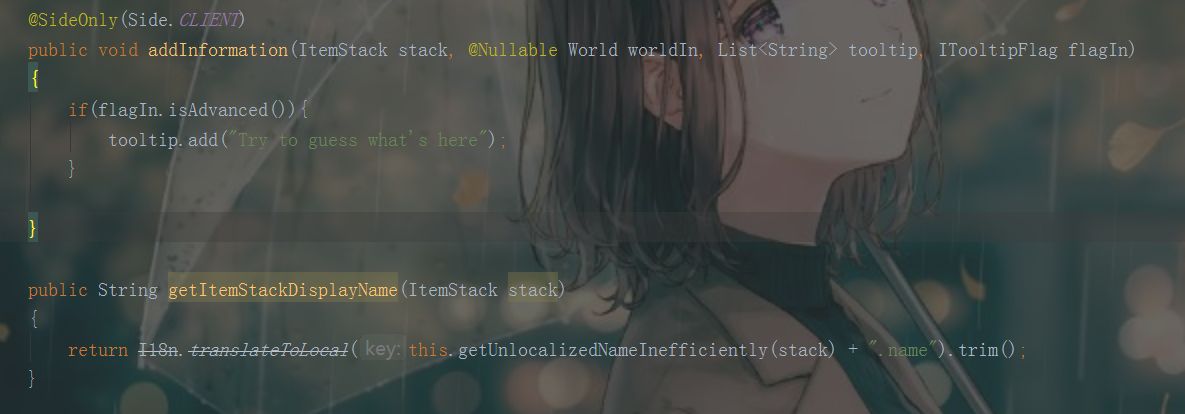 @SideOnly(Side.CLIENT)
public void addInformation(ItemStack stack, @Nullable World worldIn, List<String> tooltip, ITooltipFlag flagIn)
{
if(flagIn.isAdvanced()){
tooltip.add("Try to guess what's here");
}
}
public String getItemStackDisplayName(ItemStack stack)
{
return I18n.translateToLocal( key: this.getUnlocalizedNameInefficiently(stack) + ".name").trim();
}